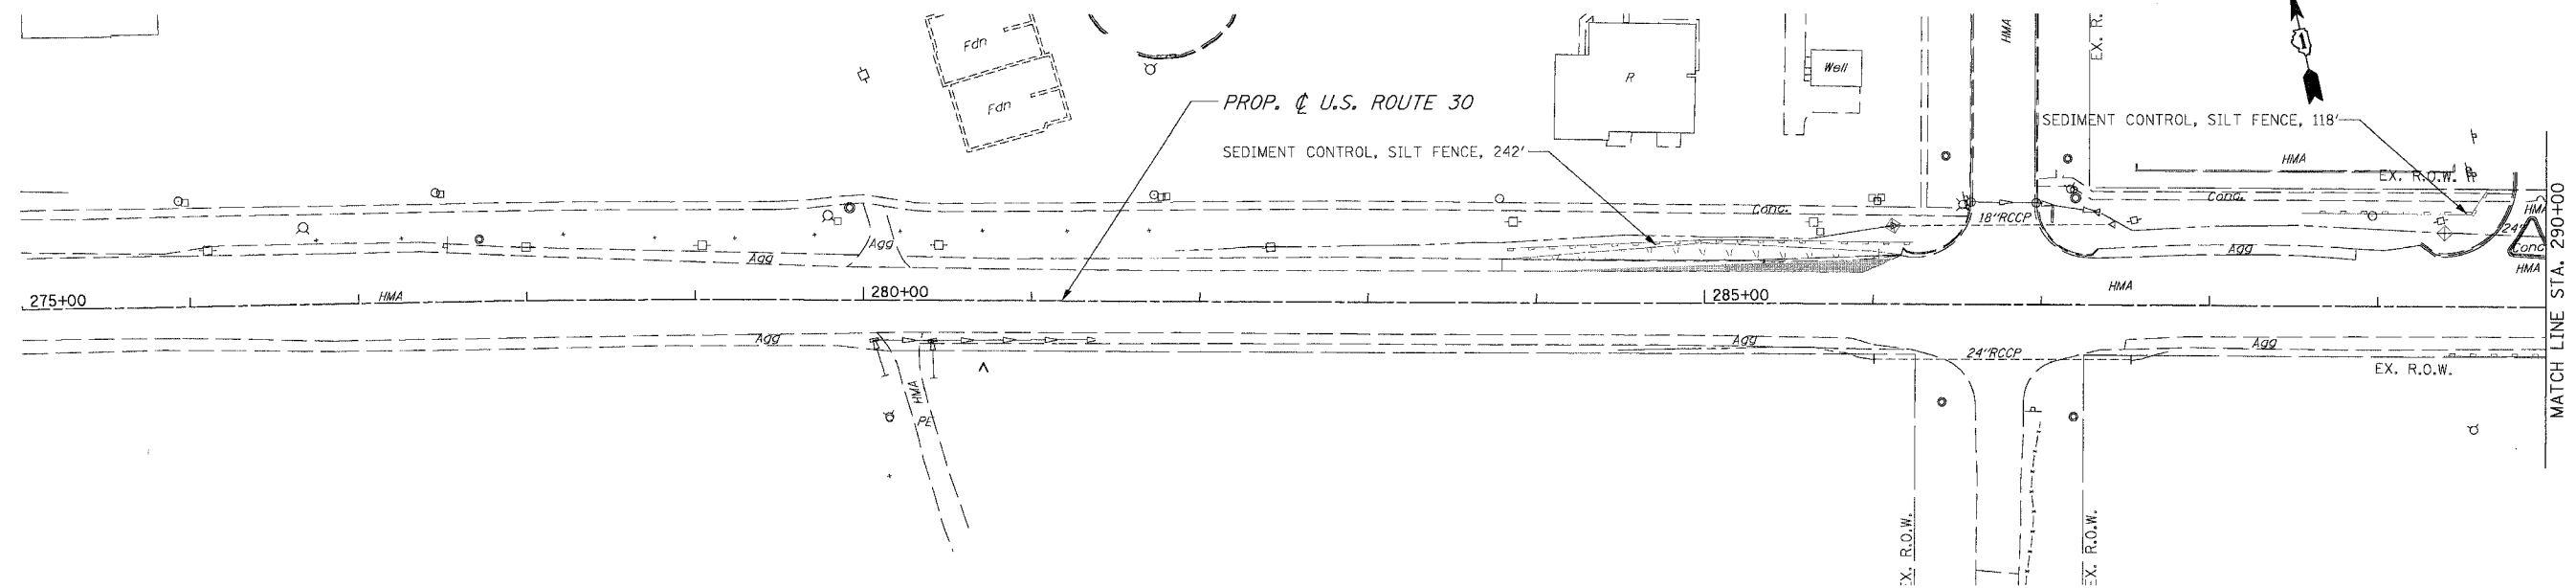 Fdn
Fdn
PROP. ℄ U.S. ROUTE 30
SEDIMENT CONTROL, SILT FENCE, 242'
R
Well
HMA
EX. R.
1
SEDIMENT CONTROL, SILT FENCE, 118'
HMA
EX. R.O.W.
Conc.
Conc.
18"RCCP
HMA
24"
Conc
HMA
Agg
Agg
Agg
275+00
HMA
280+00
285+00
HMA
MATCH LINE STA. 290+00
Agg
Agg
24"RCCP
Agg
EX. R.O.W.
HMA
PE
EX. R.O.W.
EX. R.O.W.